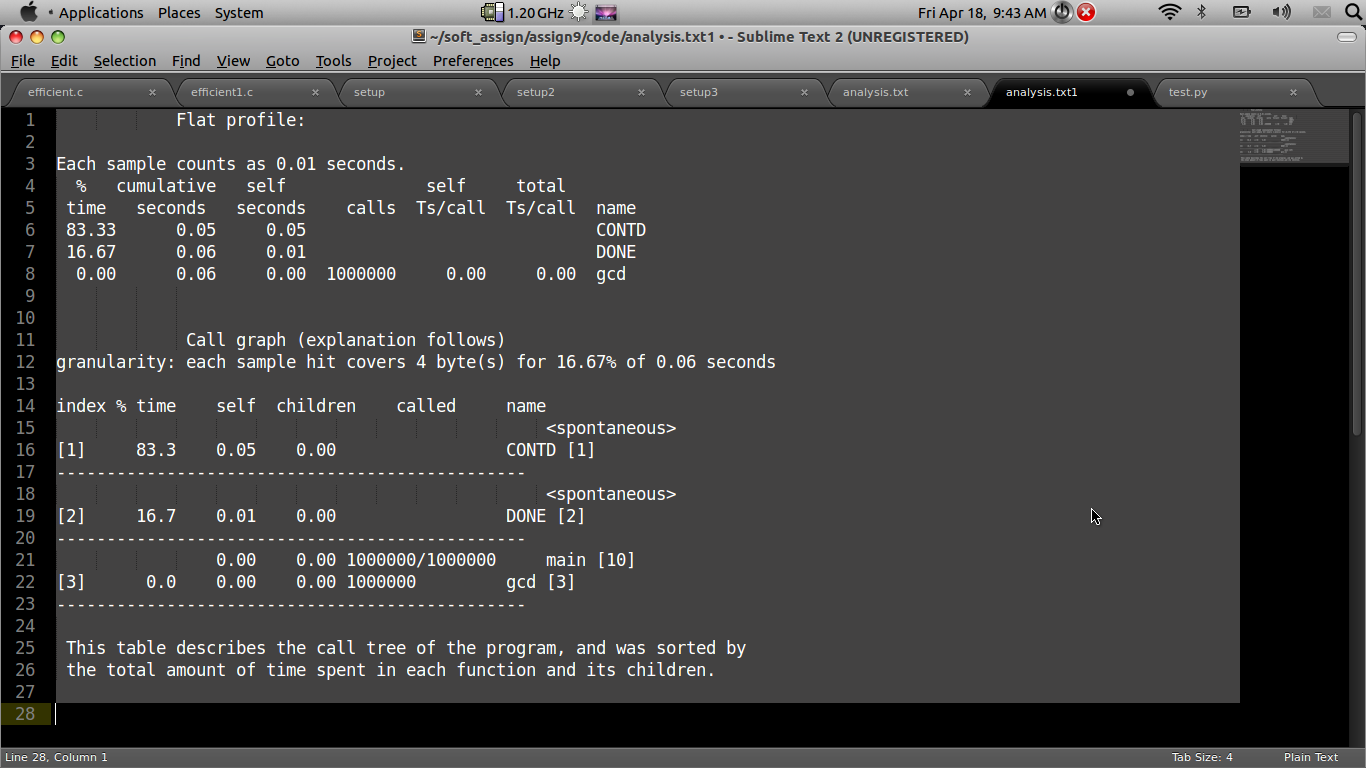 Applications Places System 1.20 GHz Fri Apr 18, 9:43 AM
~/soft_assign/assign9/code/analysis.txt1 • - Sublime Text 2 (UNREGISTERED)
File Edit Selection Find View Goto Tools Project Preferences Help
efficient.c × efficient1.c × setup × setup2 × setup3 × analysis.txt × analysis.txt1 • test.py ×
1 Flat profile:
2
3 Each sample counts as 0.01 seconds.
4 % cumulative self self total
5 time seconds seconds calls Ts/call Ts/call name
6 83.33 0.05 0.05 CONTD
7 16.67 0.06 0.01 DONE
8 0.00 0.06 0.00 1000000 0.00 0.00 gcd
9
10
11 Call graph (explanation follows)
12 granularity: each sample hit covers 4 byte(s) for 16.67% of 0.06 seconds
13
14 index % time self children called name
15 <spontaneous>
16 [1] 83.3 0.05 0.00 CONTD [1]
17 -----------------------------------------------
18 <spontaneous>
19 [2] 16.7 0.01 0.00 DONE [2]
20 -----------------------------------------------
21 0.00 0.00 1000000/1000000 main [10]
22 [3] 0.0 0.00 0.00 1000000 gcd [3]
23 -----------------------------------------------
24
25 This table describes the call tree of the program, and was sorted by
26 the total amount of time spent in each function and its children.
27
28
Line 28, Column 1 Tab Size: 4 Plain Text